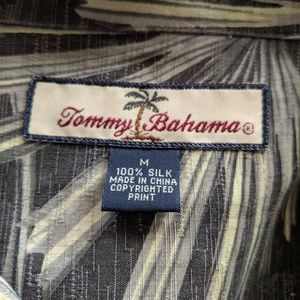 Tommy Bahama®
M
100% SILK
MADE IN CHINA
COPYRIGHTED
PRINT